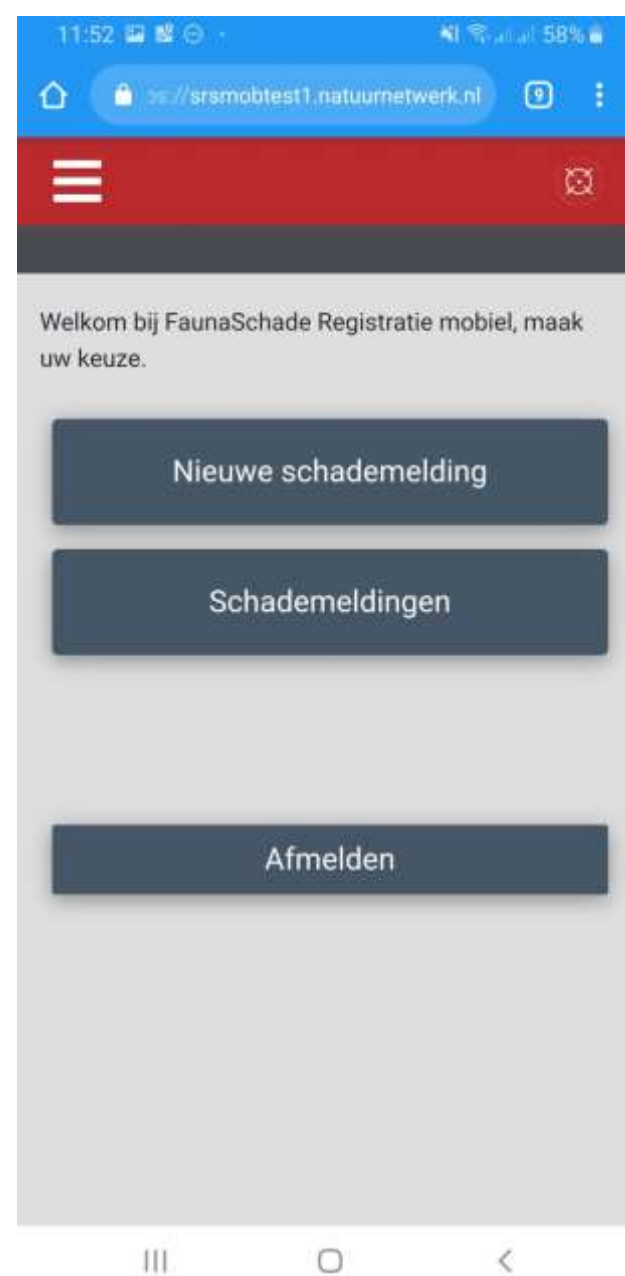 11:52
58%
://srsmobtest1.natuurnetwerk.nl
9
Welkom bij FaunaSchade Registratie mobiel, maak
uw keuze.
Nieuwe schademelding
Schademeldingen
Afmelden